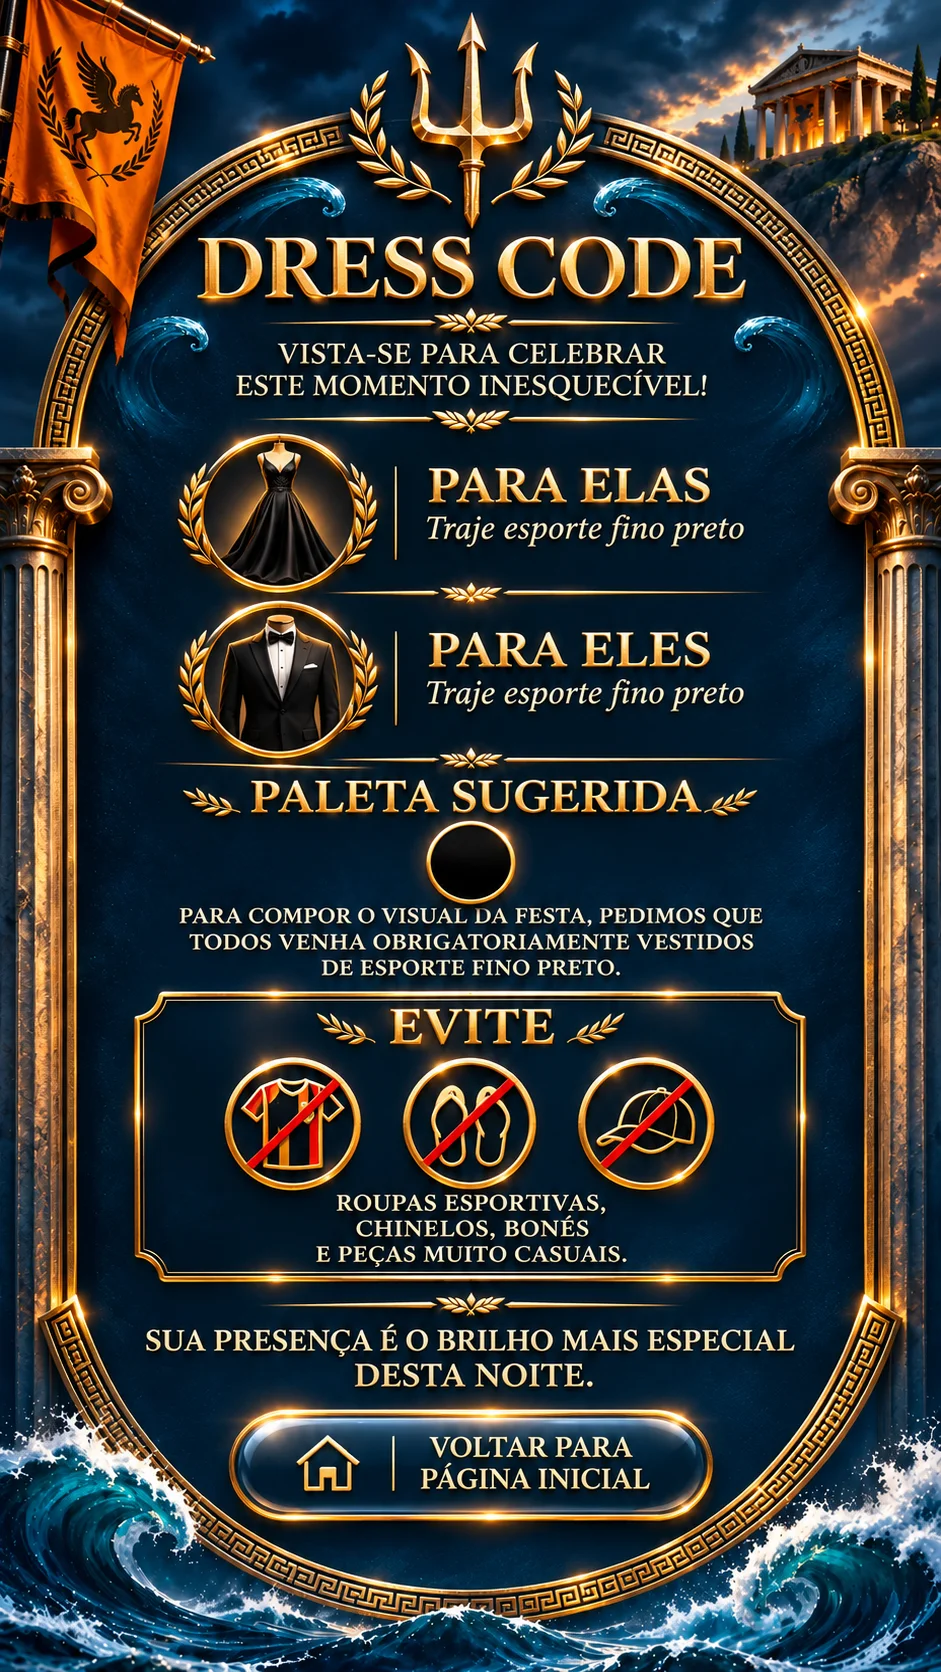 DRESS CODE
VISTA-SE PARA CELEBRAR
ESTE MOMENTO INESQUECÍVEL!
PARA ELAS
Traje esporte fino preto
PARA ELES
Traje esporte fino preto
PALETA SUGERIDA
PARA COMPOR O VISUAL DA FESTA, PEDIMOS QUE
TODOS VENHA OBRIGATORIAMENTE VESTIDOS
DE ESPORTE FINO PRETO.
EVITE
ROUPAS ESPORTIVAS,
CHINELOS, BONÉS
E PEÇAS MUITO CASUAIS.
SUA PRESENÇA É O BRILHO MAIS ESPECIAL
DESTA NOITE.
VOLTAR PARA
PÁGINA INICIAL